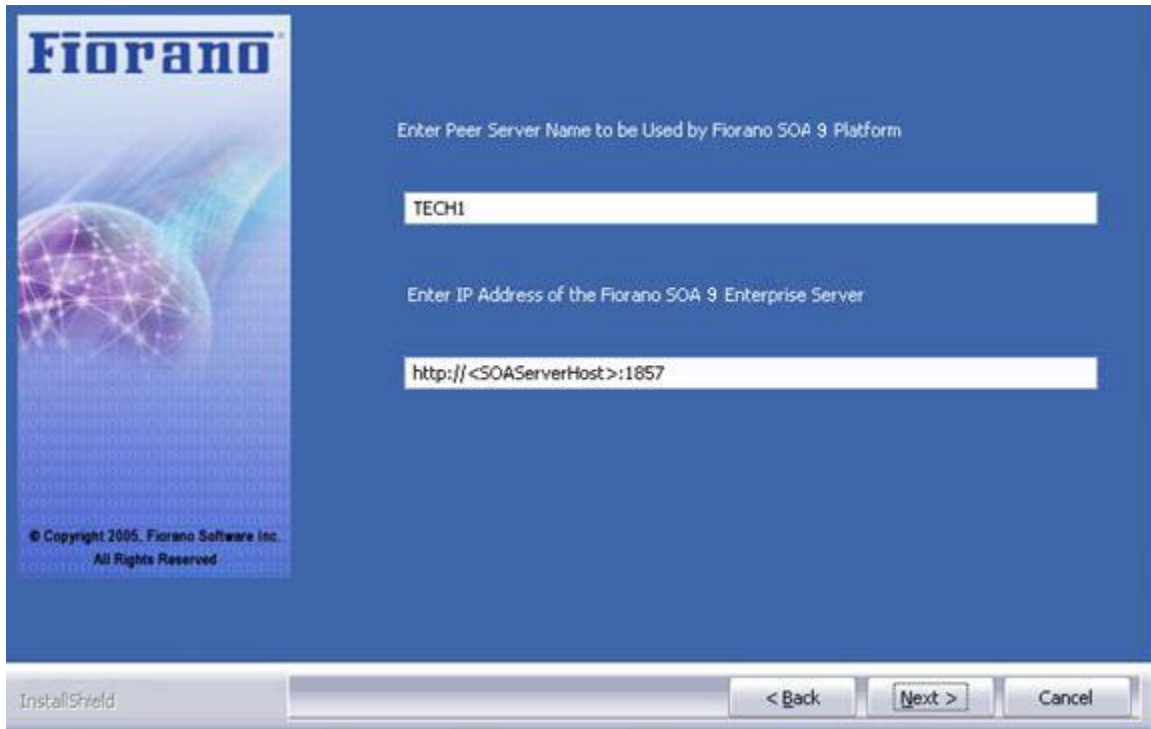 Fiorano
Enter Peer Server Name to be Used by Fiorano SOA 9 Platform
TECH1
Enter IP Address of the Fiorano SOA 9 Enterprise Server
http://<SOAServerHost>:1857
© Copyright 2005, Fiorano Software Inc.
All Rights Reserved
InstallShield
< Back
Next >
Cancel